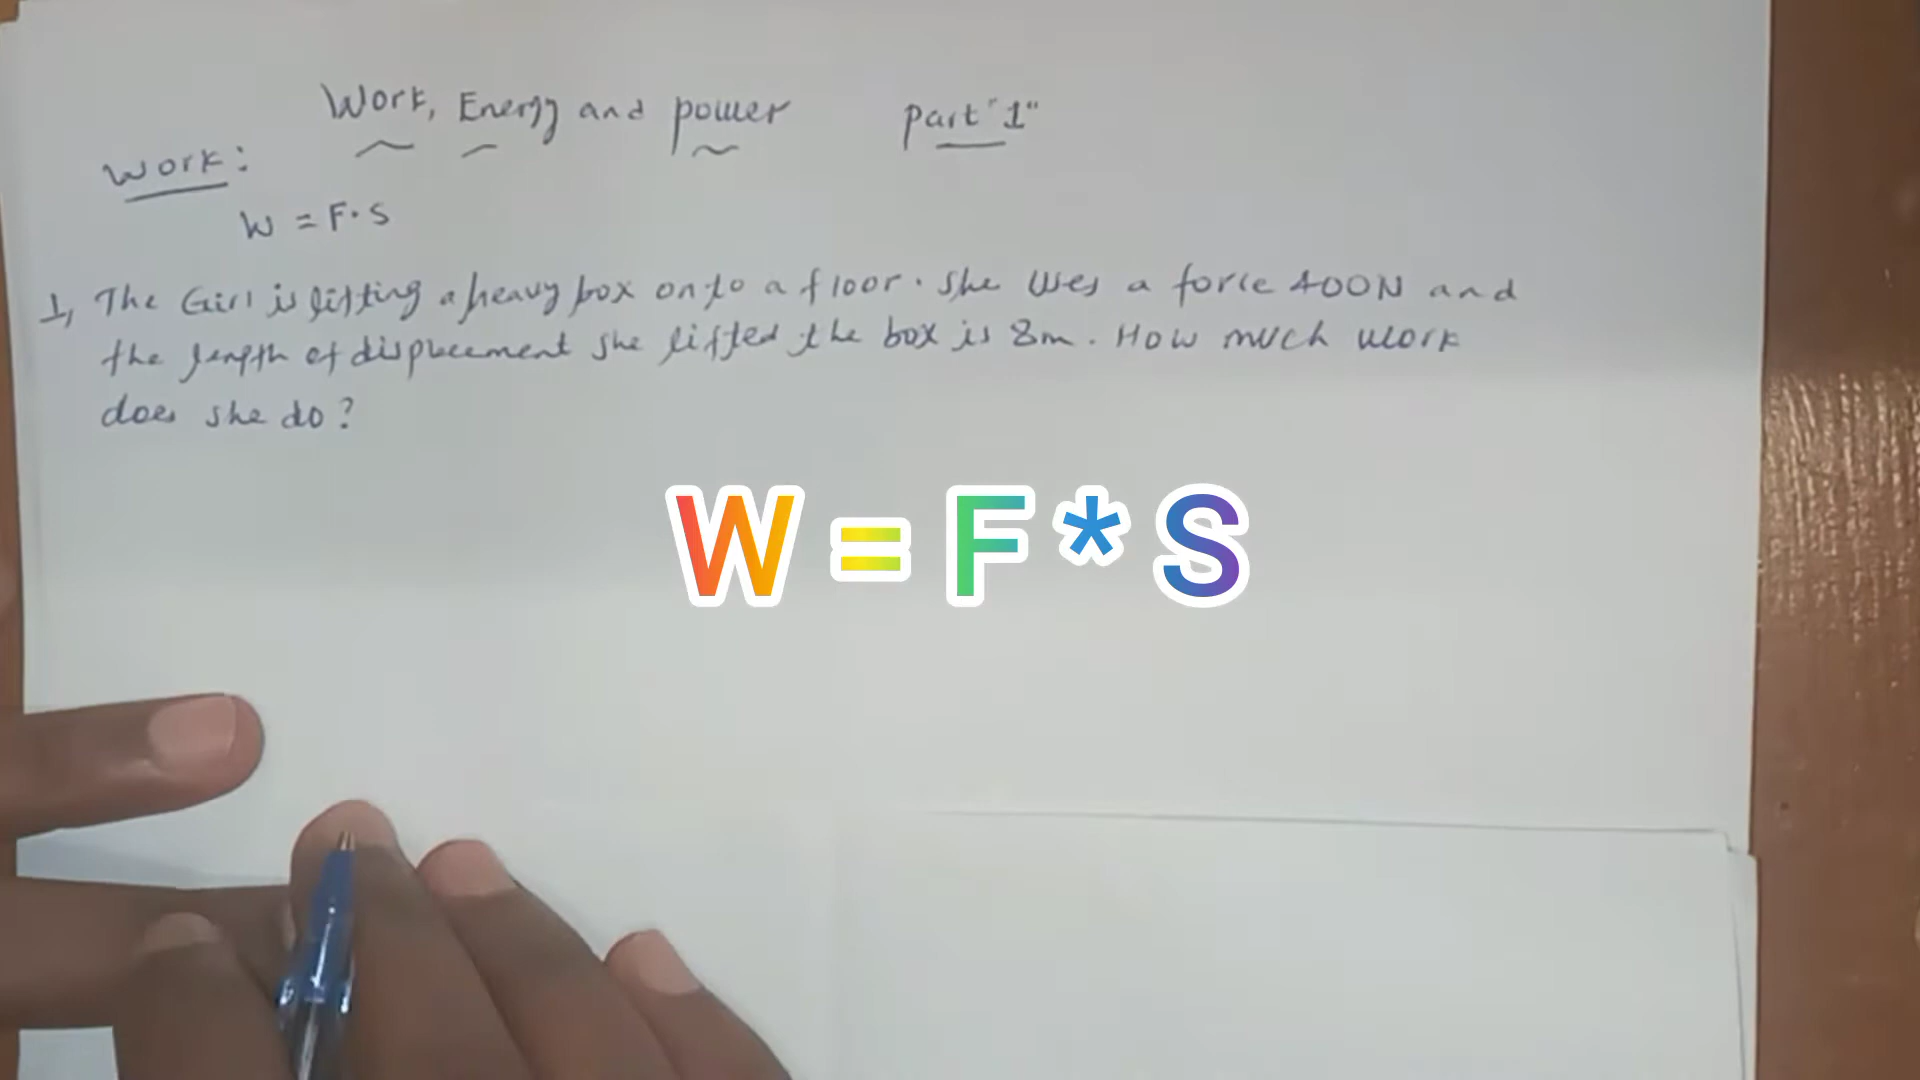 Work, Energy and power Part "1"
Work:
W = F·S
1, The Girl is lifting a heavy box onto a floor. She uses a force 400N and
the length of displacement she lifted the box is 8m. How much work
does she do?
W = F * S